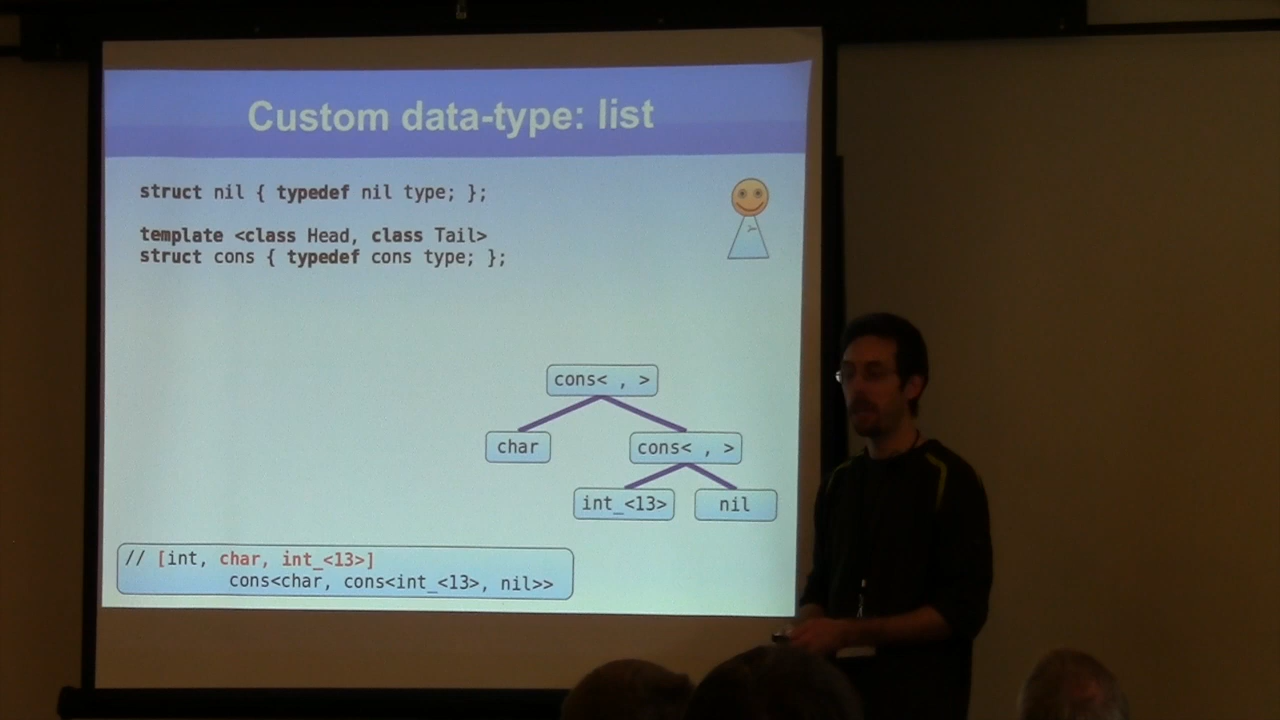 Custom data-type: list
struct nil { typedef nil type; };
template <class Head, class Tail>
struct cons { typedef cons type; };
cons< , >
char
cons< , >
int_<13>
nil
// [int, char, int_<13>]
cons<char, cons<int_<13>, nil>>